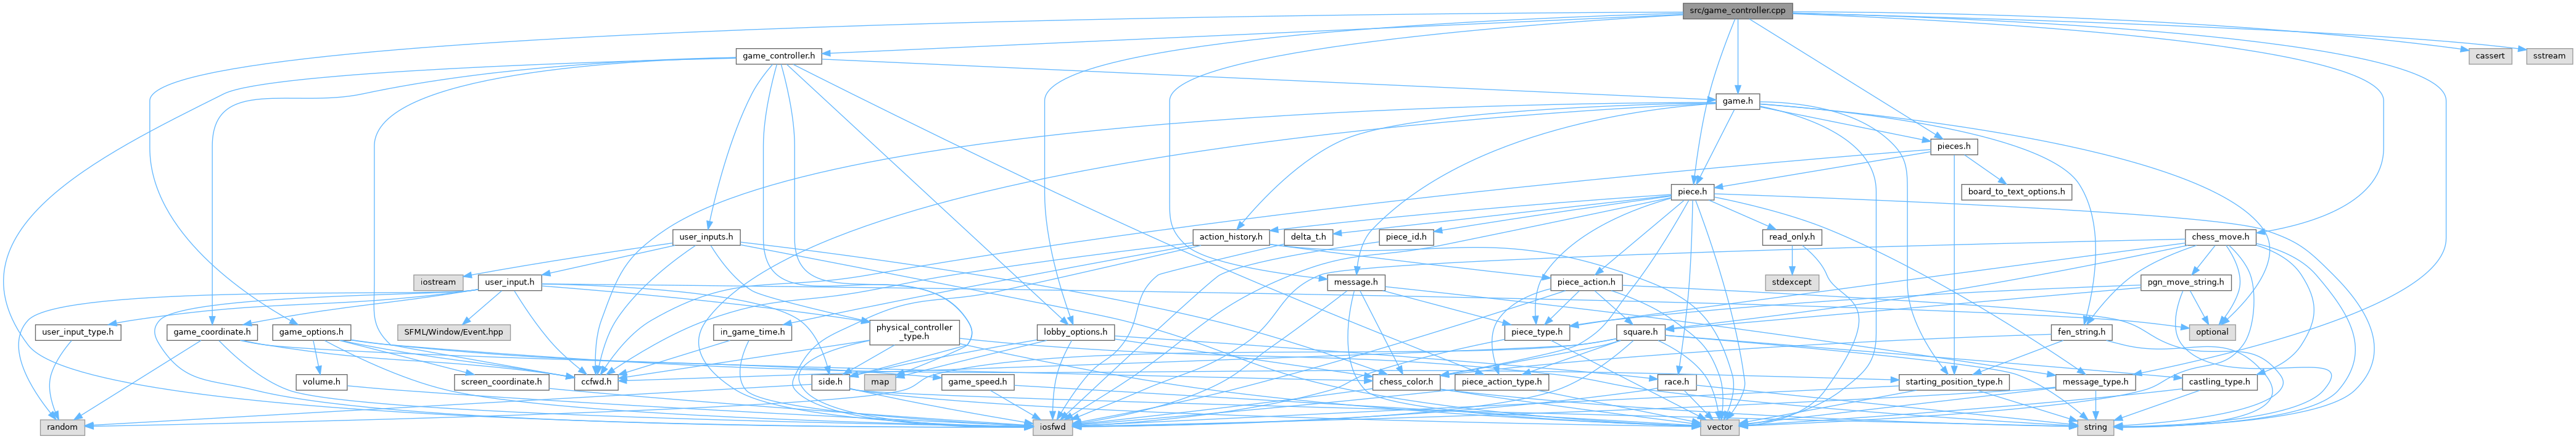 src/game_controller.cpp
game_controller.h
cassert
sstream
game.h
pieces.h
piece.h
board_to_text_options.h
user_inputs.h
action_history.h
delta_t.h
piece_id.h
read_only.h
chess_move.h
iostream
user_input.h
message.h
piece_action.h
stdexcept
pgn_move_string.h
user_input_type.h
SFML/Window/Event.hpp
game_coordinate.h
game_options.h
in_game_time.h
physical_controller
_type.h
lobby_options.h
piece_type.h
square.h
fen_string.h
optional
volume.h
screen_coordinate.h
ccfwd.h
side.h
map
game_speed.h
chess_color.h
piece_action_type.h
race.h
starting_position_type.h
message_type.h
castling_type.h
random
iosfwd
vector
string